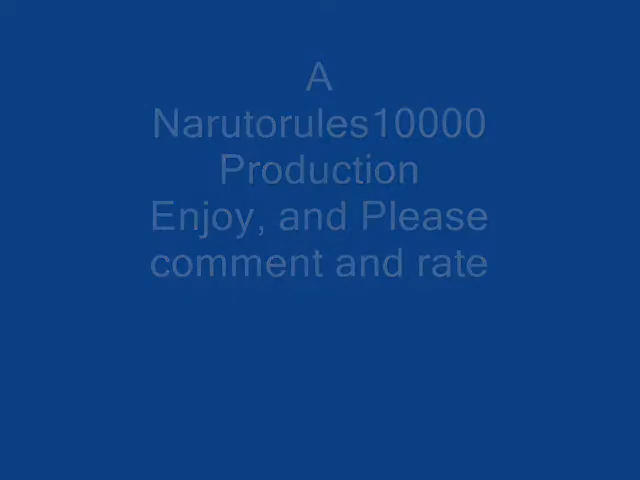 A
Narutorules10000
Production
Enjoy, and Please
comment and rate